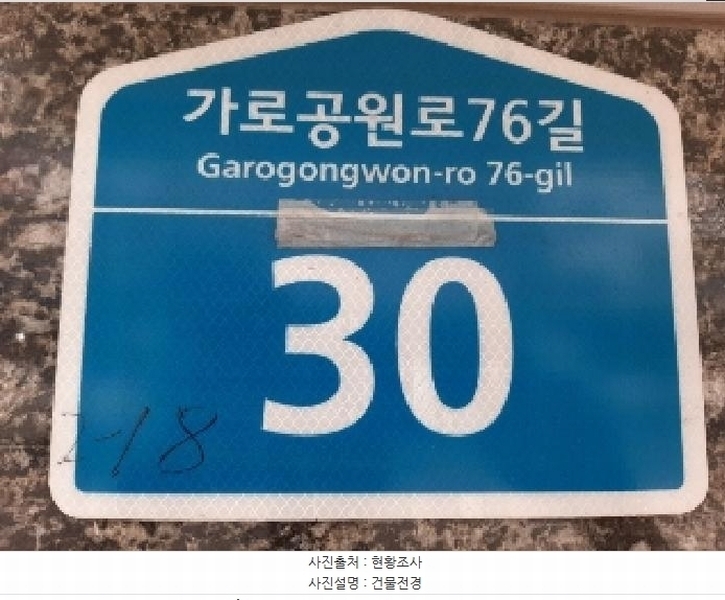 가로공원로76길
Garogongwon-ro 76-gil
30
사진출처 : 현황조사
사진설명 : 건물전경